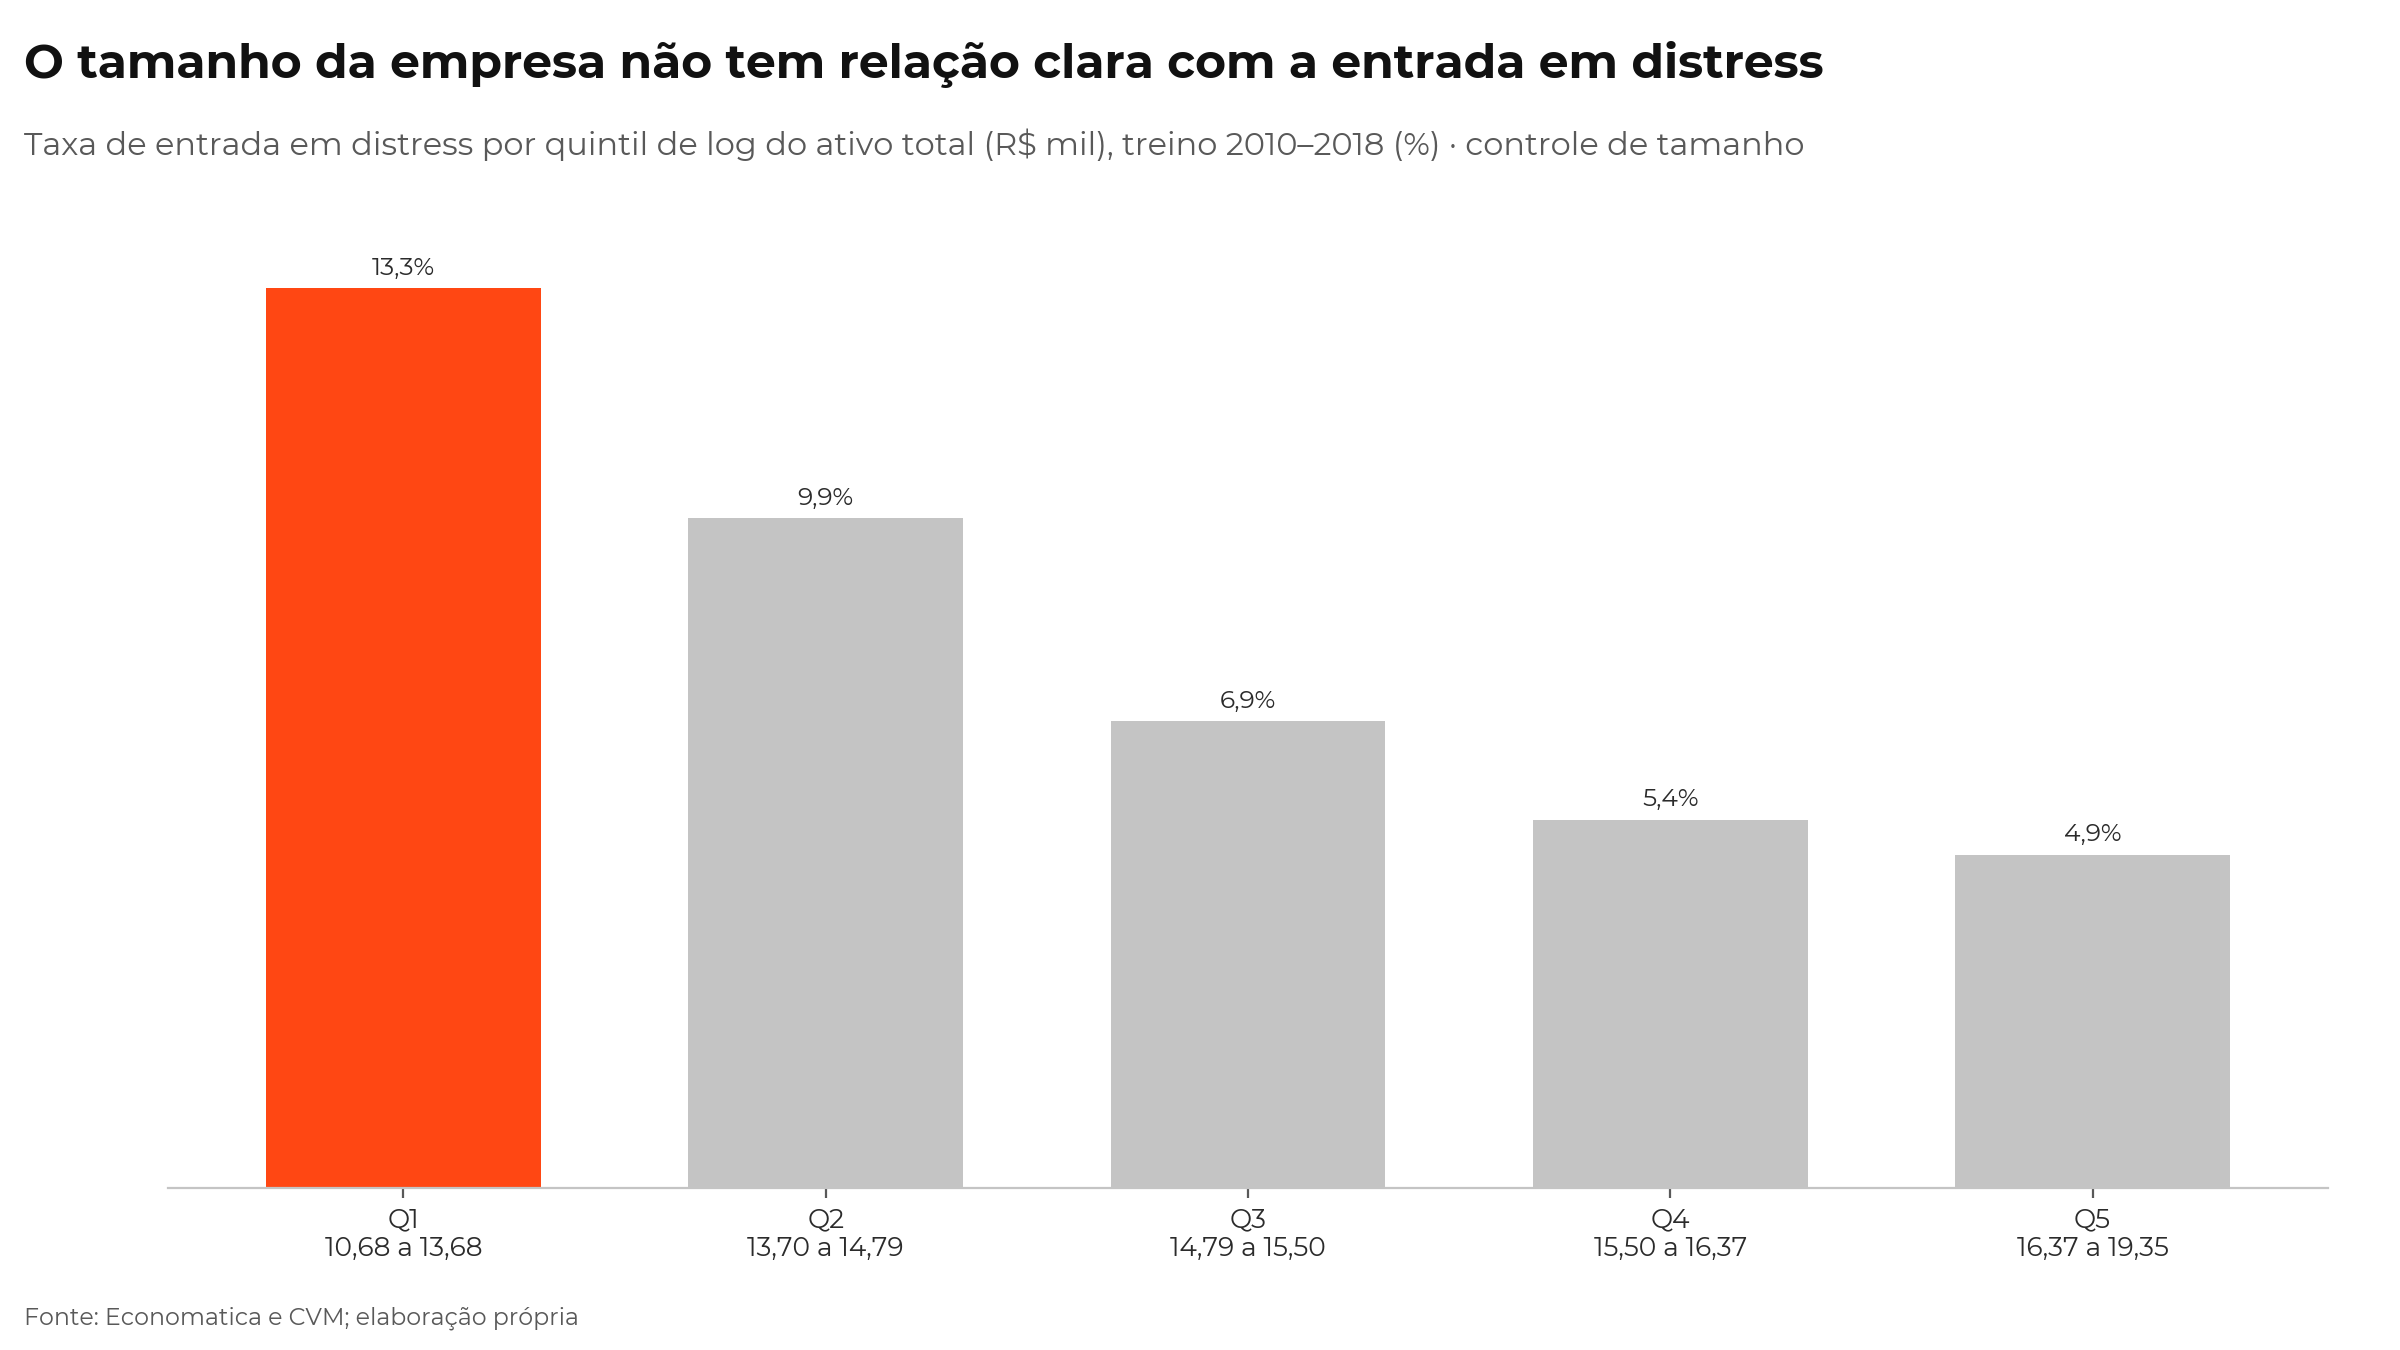 O tamanho da empresa não tem relação clara com a entrada em distress
Taxa de entrada em distress por quintil de log do ativo total (R$ mil), treino 2010–2018 (%) · controle de tamanho
13,3%
9,9%
6,9%
5,4%
4,9%
Q1
10,68 a 13,68
Q2
13,70 a 14,79
Q3
14,79 a 15,50
Q4
15,50 a 16,37
Q5
16,37 a 19,35
Fonte: Economatica e CVM; elaboração própria